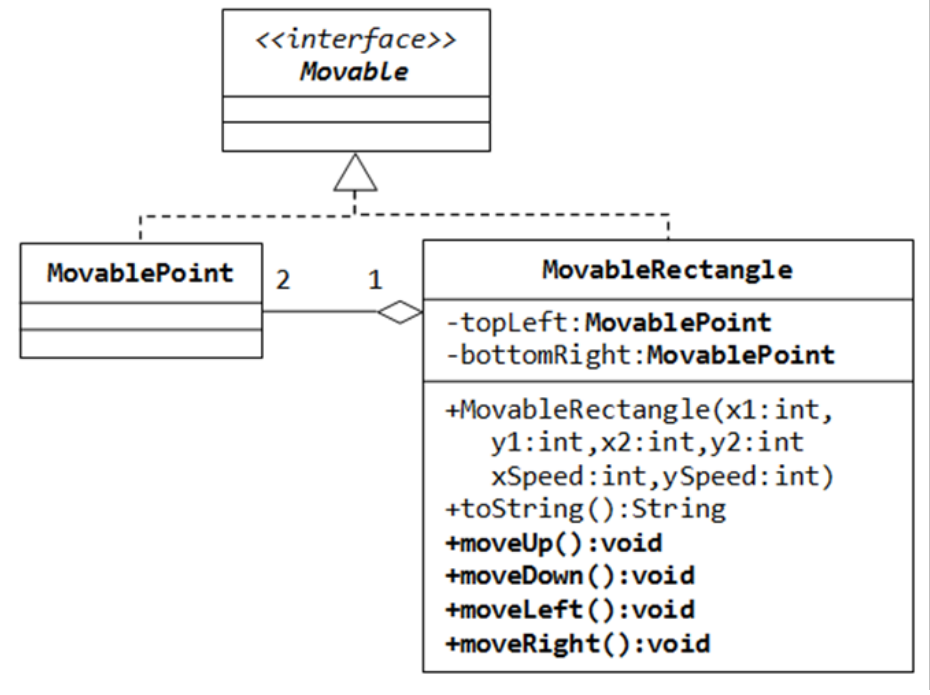 <<interface>>
Movable
MovablePoint
2
1
MovableRectangle
-topLeft:MovablePoint
-bottomRight:MovablePoint
+MovableRectangle(x1:int,
y1:int,x2:int,y2:int
xSpeed:int,ySpeed:int)
+toString():String
+moveUp():void
+moveDown():void
+moveLeft():void
+moveRight():void